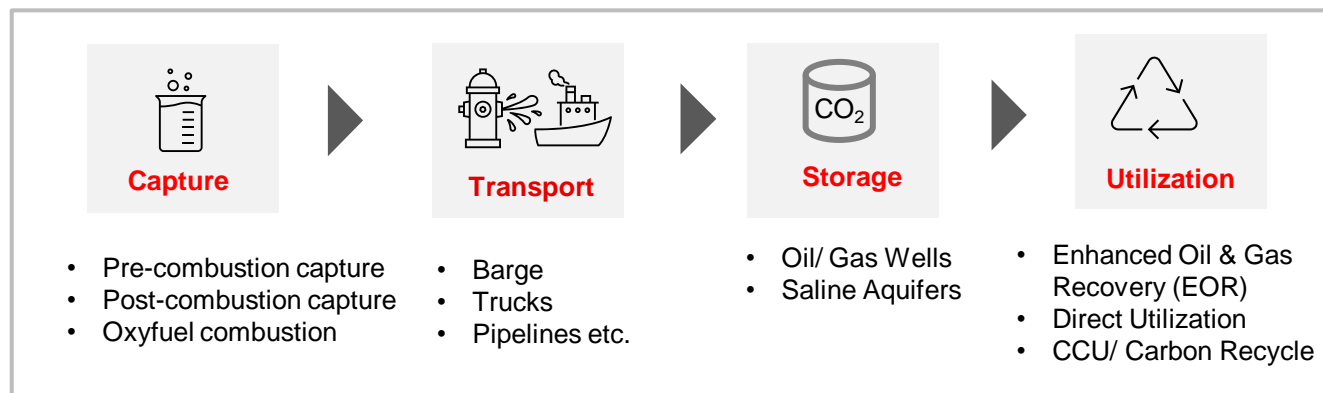 Capture
• Pre-combustion capture
• Post-combustion capture
• Oxyfuel combustion
Transport
• Barge
• Trucks
• Pipelines etc.
CO₂
Storage
• Oil/ Gas Wells
• Saline Aquifers
Utilization
• Enhanced Oil & Gas
Recovery (EOR)
• Direct Utilization
• CCU/ Carbon Recycle